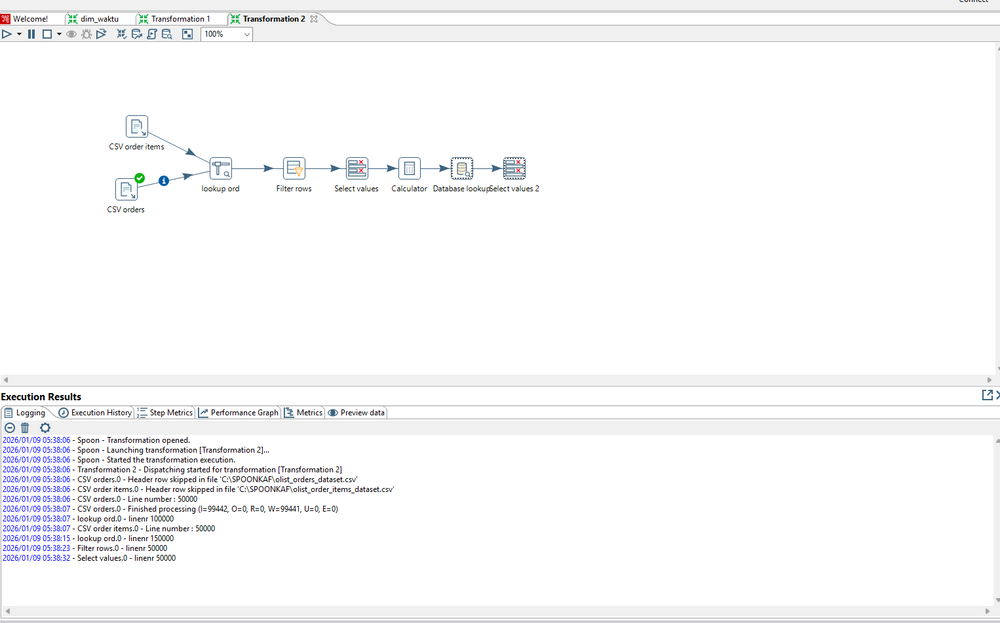 Connect
Welcome! dim_waktu Transformation 1 Transformation 2
100%
CSV order items
lookup ord Filter rows Select values Calculator Database lookup Select values 2
CSV orders
Execution Results
Logging Execution History Step Metrics Performance Graph Metrics Preview data
2026/01/09 05:38:06 - Spoon - Transformation opened.
2026/01/09 05:38:06 - Spoon - Launching transformation [Transformation 2]...
2026/01/09 05:38:06 - Spoon - Started the transformation execution.
2026/01/09 05:38:06 - Transformation 2 - Dispatching started for transformation [Transformation 2]
2026/01/09 05:38:06 - CSV orders.0 - Header row skipped in file 'C:\SPOONKAF\olist_orders_dataset.csv'
2026/01/09 05:38:06 - CSV order items.0 - Header row skipped in file 'C:\SPOONKAF\olist_order_items_dataset.csv'
2026/01/09 05:38:06 - CSV orders.0 - Line number : 50000
2026/01/09 05:38:07 - CSV orders.0 - Finished processing (I=99442, O=0, R=0, W=99441, U=0, E=0)
2026/01/09 05:38:07 - lookup ord.0 - linenr 100000
2026/01/09 05:38:07 - CSV order items.0 - Line number : 50000
2026/01/09 05:38:15 - lookup ord.0 - linenr 150000
2026/01/09 05:38:23 - Filter rows.0 - linenr 50000
2026/01/09 05:38:32 - Select values.0 - linenr 50000